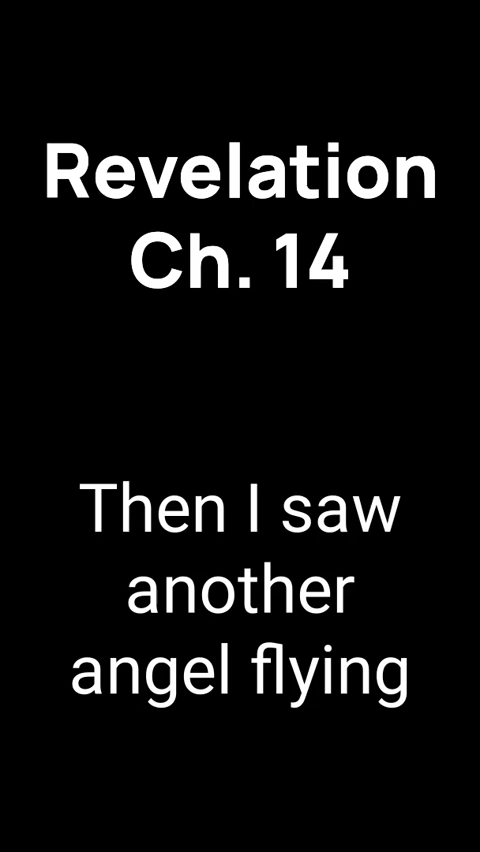 Revelation
Ch. 14
Then I saw
another
angel flying